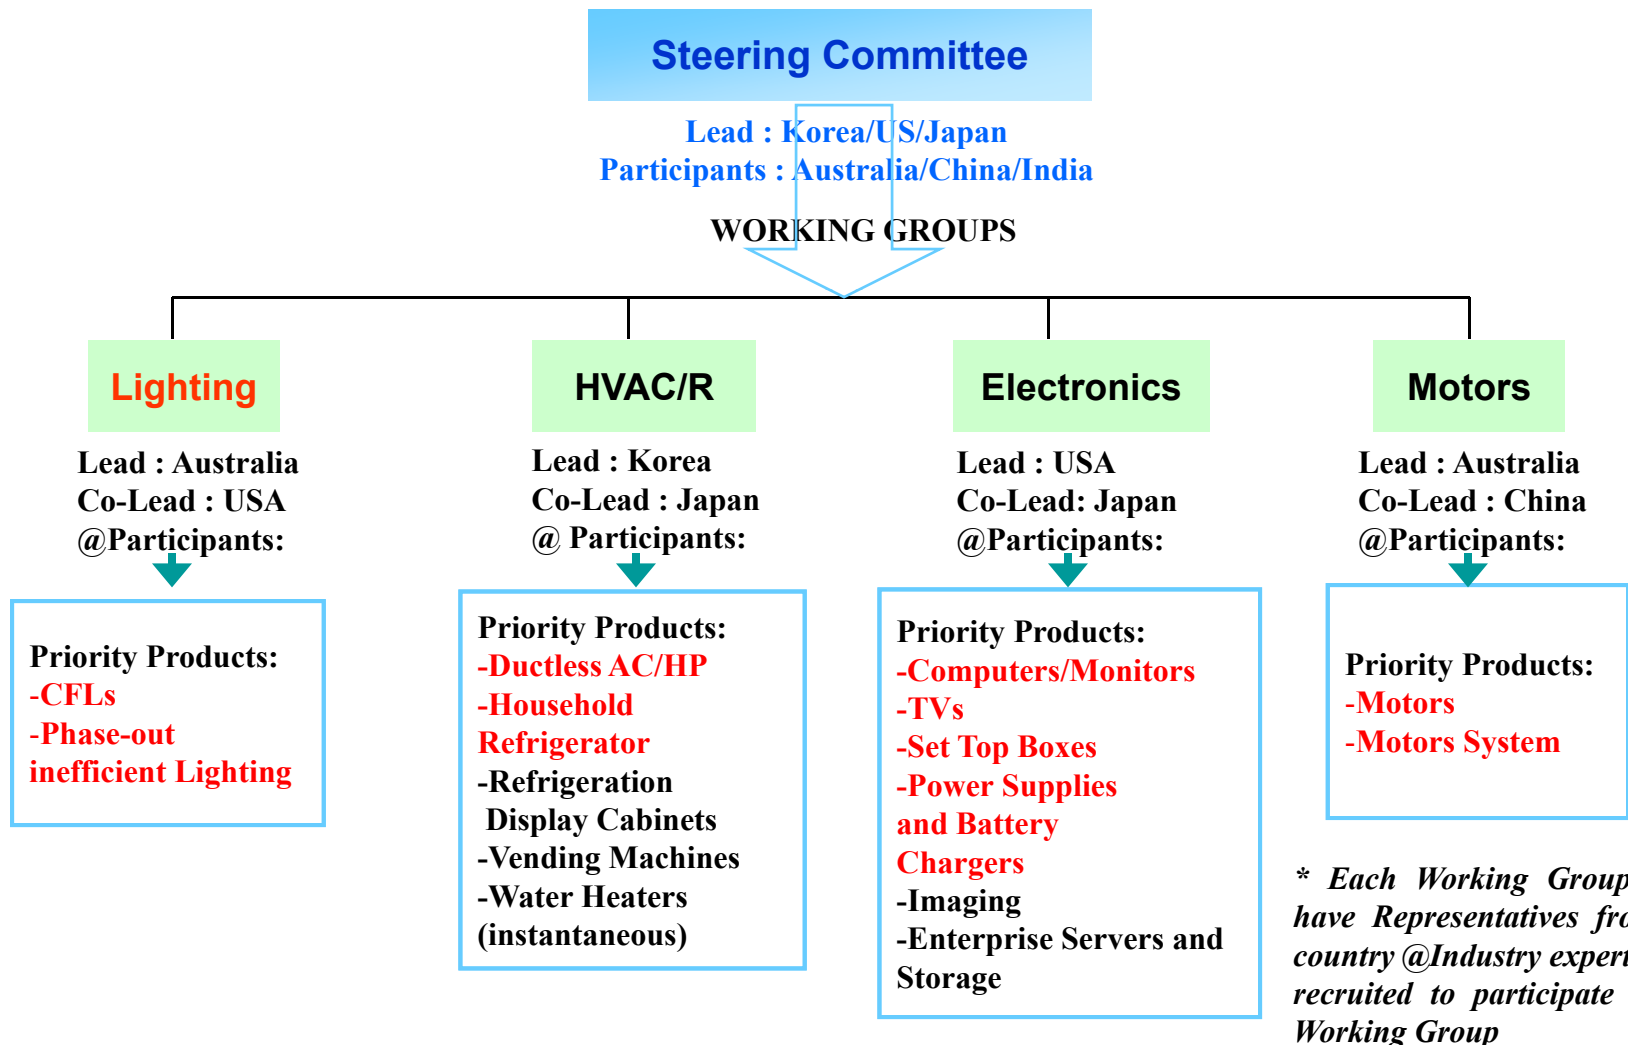 Steering Committee
Lead : Korea/US/Japan
Participants : Australia/China/India
WORKING GROUPS
Lighting
Lead : Australia
Co-Lead : USA
@Participants:
Priority Products:
-CFLs
-Phase-out
inefficient Lighting
HVAC/R
Lead : Korea
Co-Lead : Japan
@ Participants:
Priority Products:
-Ductless AC/HP
-Household
Refrigerator
-Refrigeration
Display Cabinets
-Vending Machines
-Water Heaters
(instantaneous)
Electronics
Lead : USA
Co-Lead: Japan
@Participants:
Priority Products:
-Computers/Monitors
-TVs
-Set Top Boxes
-Power Supplies
and Battery
Chargers
-Imaging
-Enterprise Servers and
Storage
Motors
Lead : Australia
Co-Lead : China
@Participants:
Priority Products:
-Motors
-Motors System
* Each Working Group
have Representatives
country @Industry
recruited to participate
Working Group